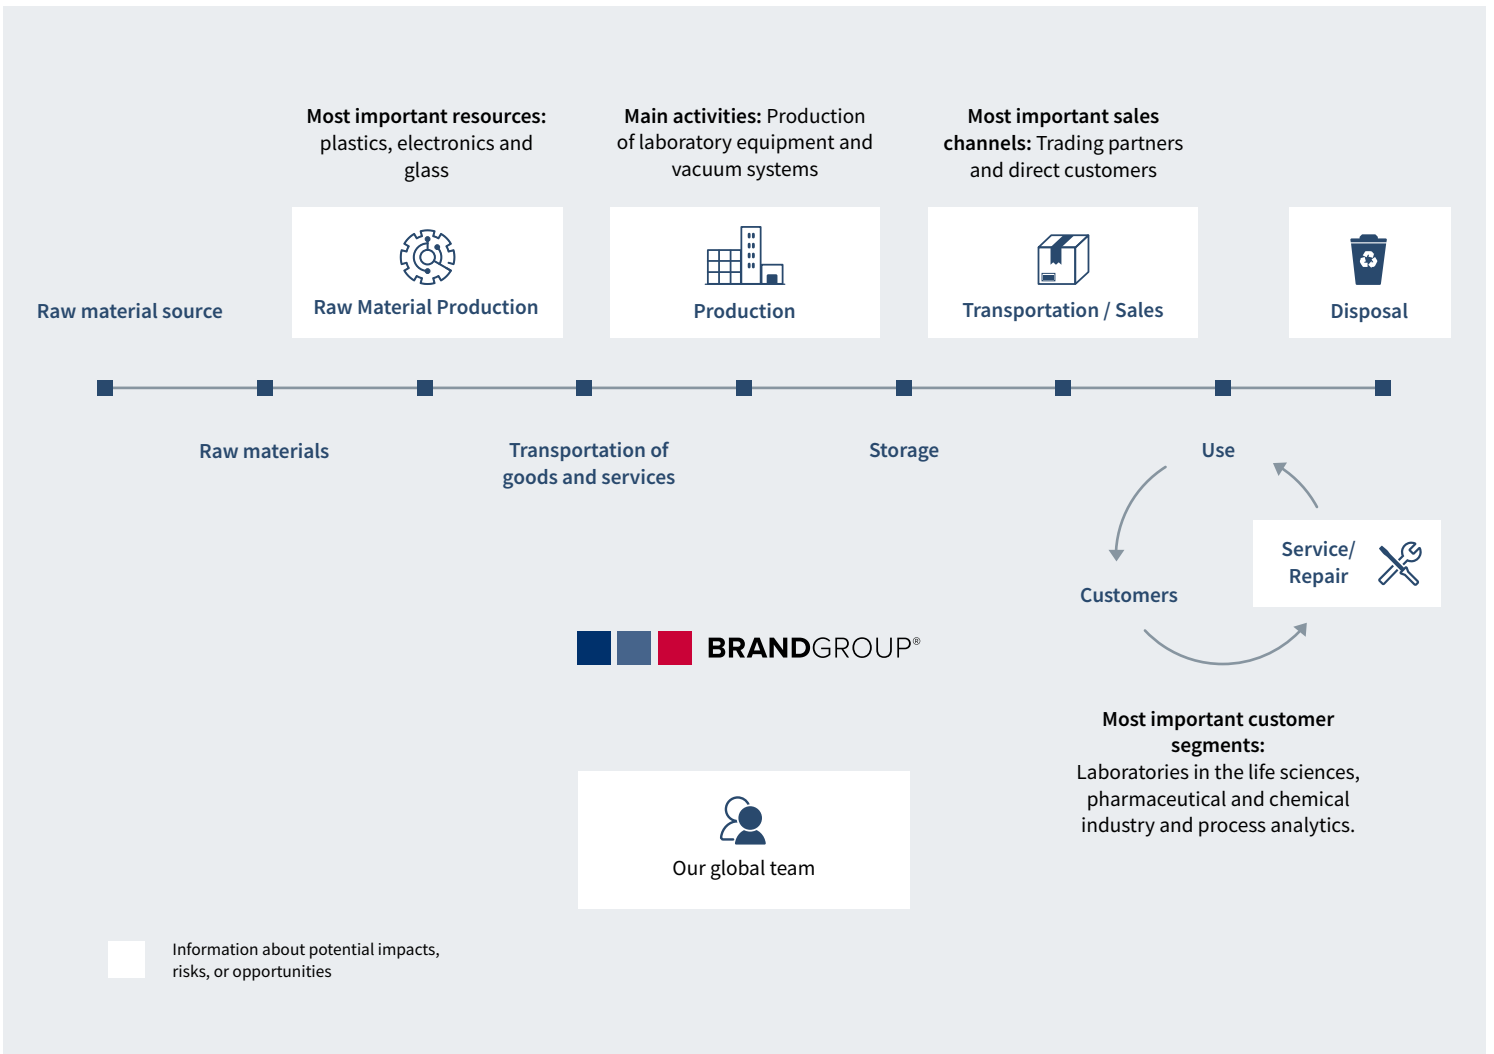 Most important resources:
plastics, electronics and
glass
Main activities: Production
of laboratory equipment and
vacuum systems
Most important sales
channels: Trading partners
and direct customers
Raw material source
Raw Material Production
Production
Transportation / Sales
Disposal
Raw materials
Transportation of
goods and services
Storage
Use
Service/
Repair
Customers
BRANDGROUP®
Most important customer
segments:
Laboratories in the life sciences,
pharmaceutical and chemical
industry and process analytics.
Our global team
Information about potential impacts,
risks, or opportunities